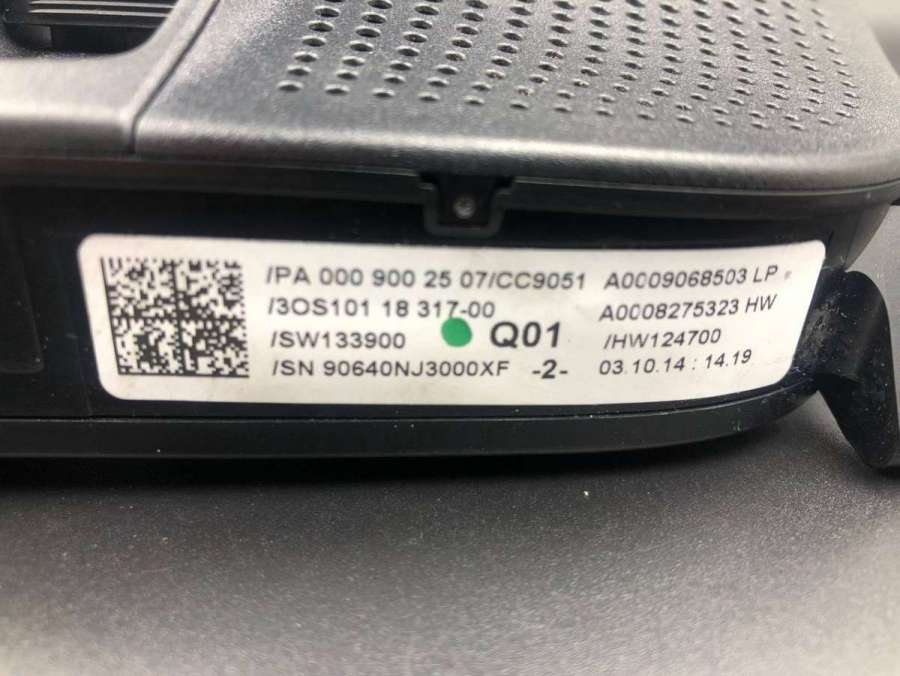 /PA 000 900 25 07/CC9051 A0009068503 LP
/3OS101 18 317-00 A0008275323 HW
/SW133900 Q01 /HW124700
/SN 90640NJ3000XF -2- 03.10.14 : 14.19